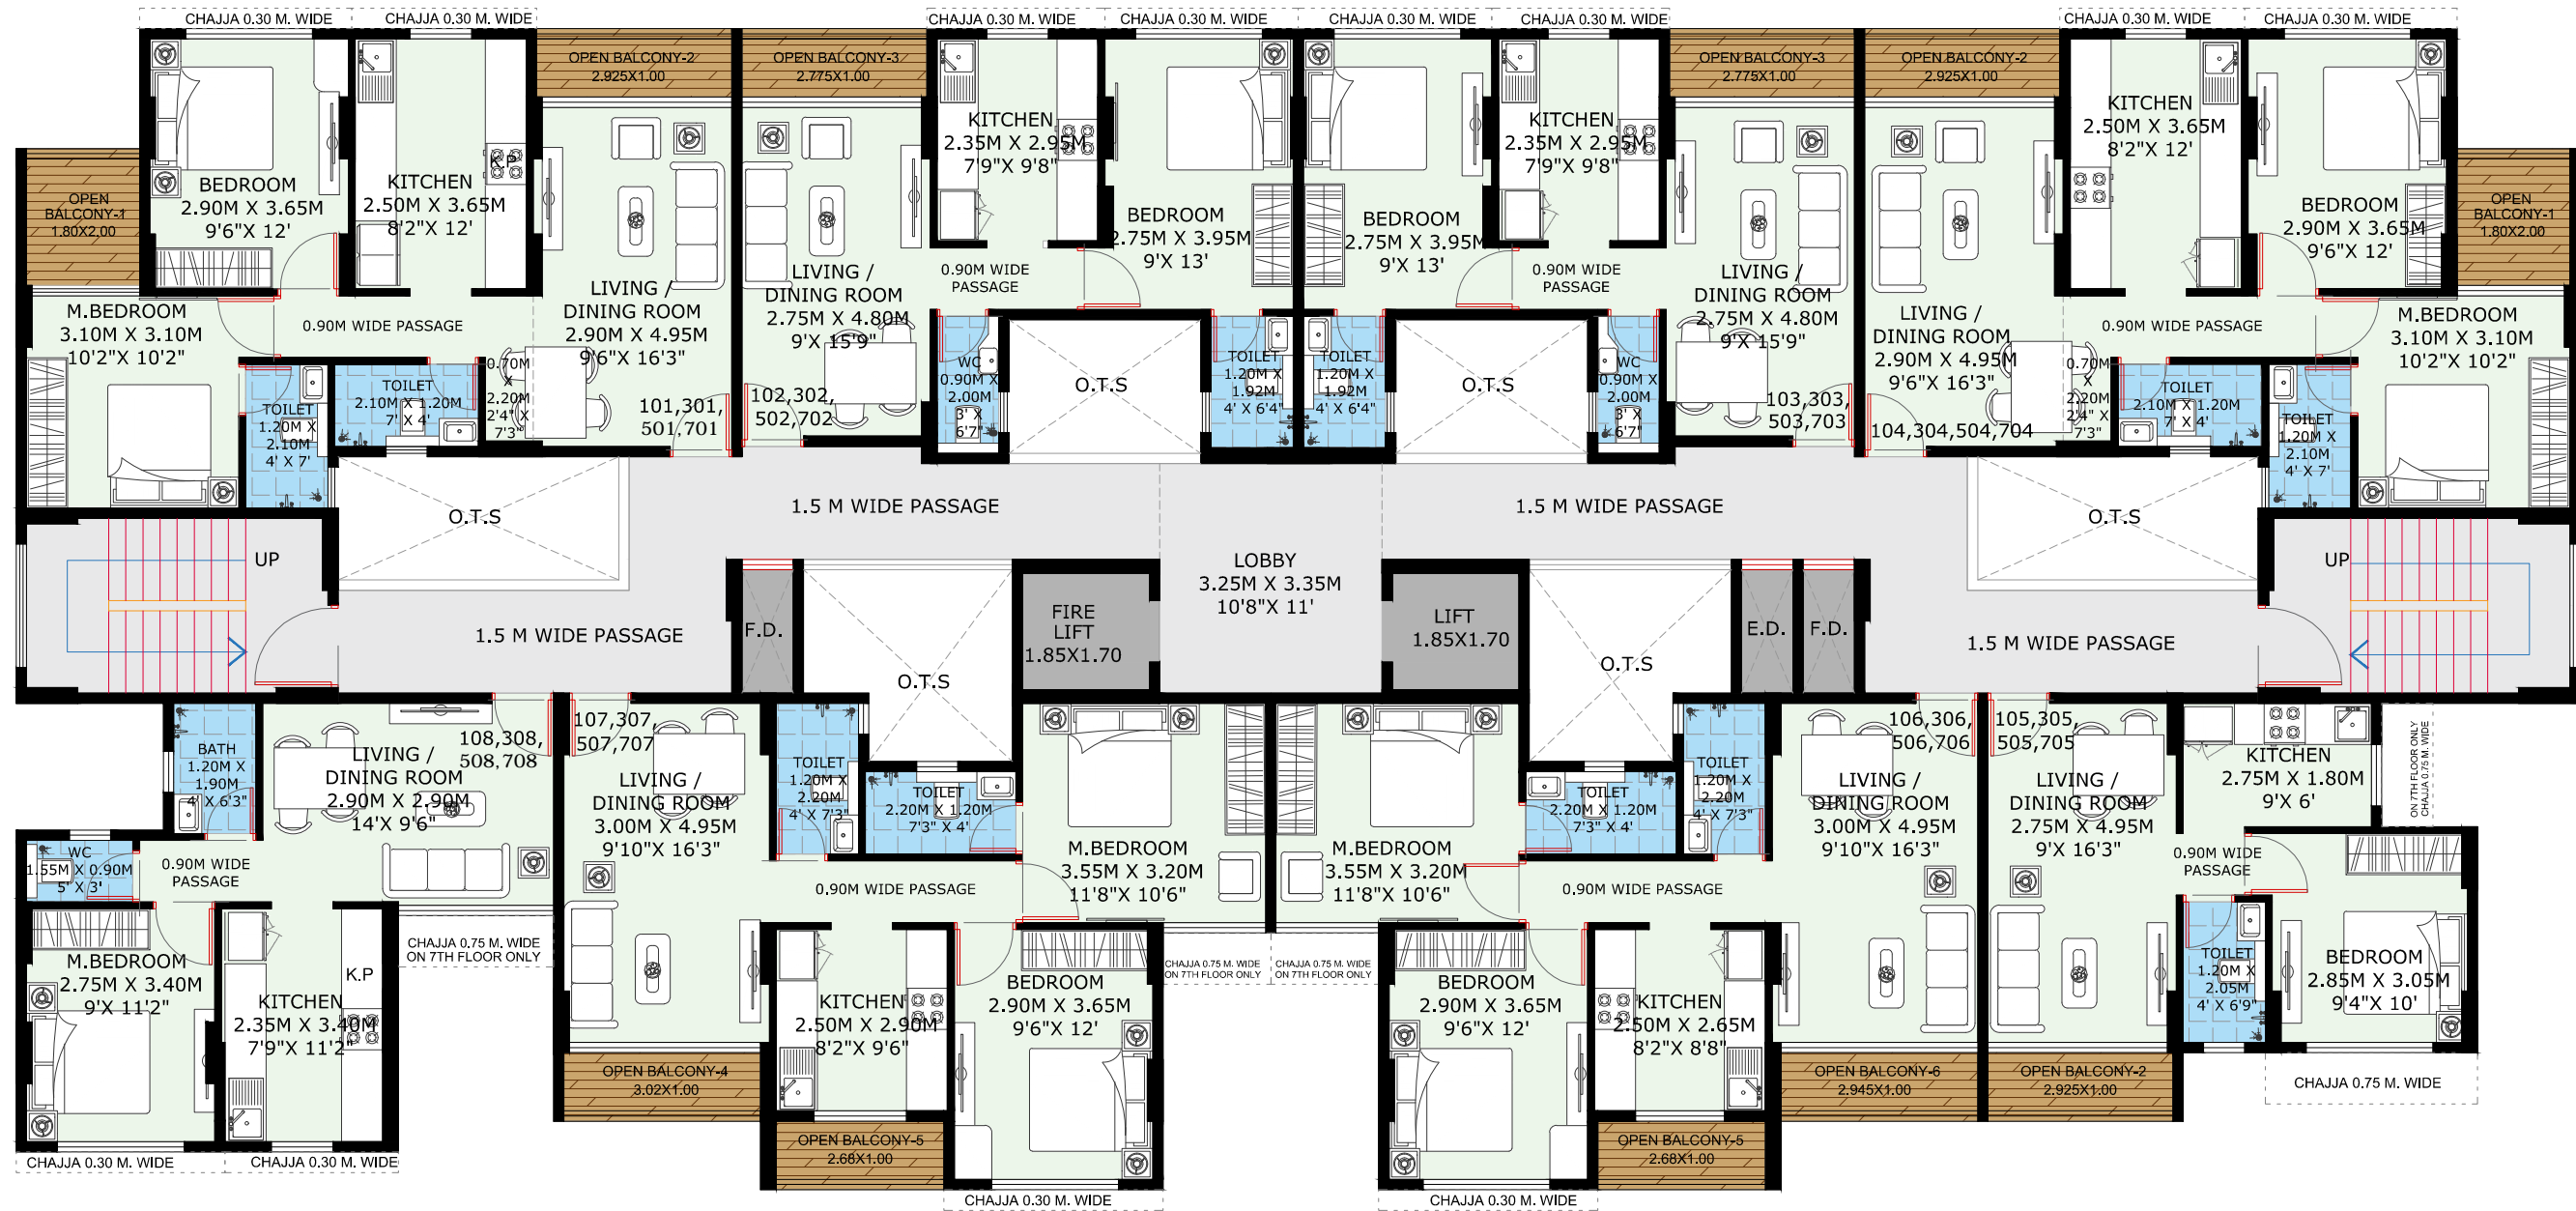 CHAJJA 0.30 M. WIDE
CHAJJA 0.30 M. WIDE
CHAJJA 0.30 M. WIDE
CHAJJA 0.30 M. WIDE
CHAJJA 0.30 M. WIDE
CHAJJA 0.30 M. WIDE
CHAJJA 0.30 M. WIDE
CHAJJA 0.30 M. WIDE
OPEN BALCONY-1
1.80X2.00
BEDROOM
2.90M X 3.65M
9'6"X 12'
KITCHEN
2.50M X 3.65M
8'2"X 12'
K.P
OPEN BALCONY-2
2.925X1.00
LIVING /
DINING ROOM
2.90M X 4.95M
9'6"X 16'3"
M.BEDROOM
3.10M X 3.10M
10'2"X 10'2"
0.90M WIDE PASSAGE
TOILET
1.20M X
2.10M
4' X 7'
TOILET
2.10M X 1.20M
7' X 4'
0.70M
X
2.20M
2'4" X
7'3"
101,301,
501,701
OPEN BALCONY-3
2.775X1.00
LIVING /
DINING ROOM
2.75M X 4.80M
9'X 15'9"
102,302,
502,702
KITCHEN
2.35M X 2.95M
7'9"X 9'8"
0.90M WIDE
PASSAGE
BEDROOM
2.75M X 3.95M
9'X 13'
WC
0.90M X
2.00M
3' X
6'7"
O.T.S
TOILET
1.20M X
1.92M
4' X 6'4"
BEDROOM
2.75M X 3.95M
9'X 13'
KITCHEN
2.35M X 2.95M
7'9"X 9'8"
0.90M WIDE
PASSAGE
TOILET
1.20M X
1.92M
4' X 6'4"
O.T.S
WC
0.90M X
2.00M
3' X
6'7"
OPEN BALCONY-3
2.775X1.00
LIVING /
DINING ROOM
2.75M X 4.80M
9'X 15'9"
103,303,
503,703
OPEN BALCONY-2
2.925X1.00
LIVING /
DINING ROOM
2.90M X 4.95M
9'6"X 16'3"
104,304,504,704
KITCHEN
2.50M X 3.65M
8'2"X 12'
BEDROOM
2.90M X 3.65M
9'6"X 12'
OPEN
BALCONY-1
1.80X2.00
0.90M WIDE PASSAGE
M.BEDROOM
3.10M X 3.10M
10'2"X 10'2"
0.70M
X
2.20M
2'4" X
7'3"
TOILET
2.10M X 1.20M
7' X 4'
TOILET
1.20M X
2.10M
4' X 7'
O.T.S
1.5 M WIDE PASSAGE
1.5 M WIDE PASSAGE
O.T.S
UP
UP
LOBBY
3.25M X 3.35M
10'8"X 11'
1.5 M WIDE PASSAGE
F.D.
O.T.S
FIRE
LIFT
1.85X1.70
LIFT
1.85X1.70
O.T.S
E.D.
F.D.
1.5 M WIDE PASSAGE
BATH
1.20M X
1.90M
4' X 6'3"
LIVING /
DINING ROOM
2.90M X 2.90M
14'X 9'6"
108,308,
508,708
WC
1.55M X 0.90M
5' X 3'
0.90M WIDE
PASSAGE
M.BEDROOM
2.75M X 3.40M
9'X 11'2"
KITCHEN
2.35M X 3.40M
7'9"X 11'2"
K.P
CHAJJA 0.75 M. WIDE
ON 7TH FLOOR ONLY
CHAJJA 0.30 M. WIDE
CHAJJA 0.30 M. WIDE
107,307,
507,707
LIVING /
DINING ROOM
3.00M X 4.95M
9'10"X 16'3"
TOILET
1.20M X
2.20M
4' X 7'3"
TOILET
2.20M X 1.20M
7'3" X 4'
M.BEDROOM
3.55M X 3.20M
11'8"X 10'6"
0.90M WIDE PASSAGE
KITCHEN
2.50M X 2.90M
8'2"X 9'6"
BEDROOM
2.90M X 3.65M
9'6"X 12'
CHAJJA 0.75 M. WIDE
ON 7TH FLOOR ONLY
OPEN BALCONY-4
3.02X1.00
OPEN BALCONY-5
2.68X1.00
CHAJJA 0.30 M. WIDE
M.BEDROOM
3.55M X 3.20M
11'8"X 10'6"
TOILET
2.20M X 1.20M
7'3" X 4'
TOILET
1.20M X
2.20M
4' X 7'3"
0.90M WIDE PASSAGE
CHAJJA 0.75 M. WIDE
ON 7TH FLOOR ONLY
BEDROOM
2.90M X 3.65M
9'6"X 12'
KITCHEN
2.50M X 2.65M
8'2"X 8'8"
OPEN BALCONY-5
2.68X1.00
CHAJJA 0.30 M. WIDE
106,306,
506,706
LIVING /
DINING ROOM
3.00M X 4.95M
9'10"X 16'3"
OPEN BALCONY-6
2.945X1.00
105,305,
505,705
LIVING /
DINING ROOM
2.75M X 4.95M
9'X 16'3"
OPEN BALCONY-2
2.925X1.00
KITCHEN
2.75M X 1.80M
9'X 6'
ON 7TH FLOOR ONLY
CHAJJA 0.75 M. WIDE
0.90M WIDE
PASSAGE
TOILET
1.20M X
2.05M
4' X 6'9"
BEDROOM
2.85M X 3.05M
9'4"X 10'
CHAJJA 0.75 M. WIDE